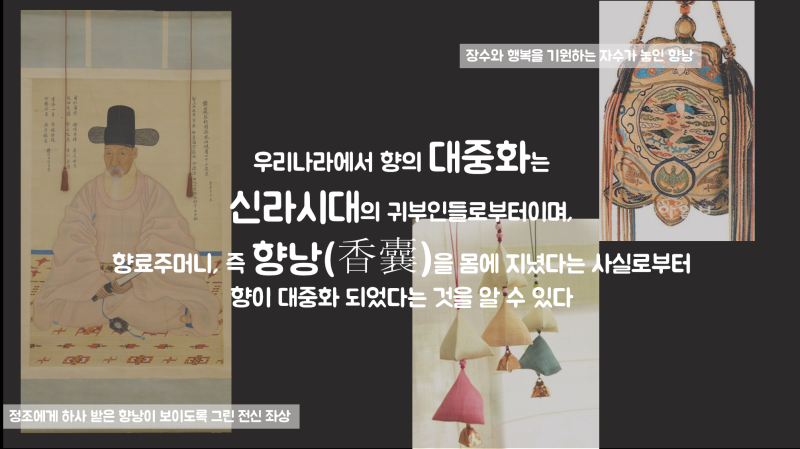 장수와 행복을 기원하는 자수가 놓인 향낭
우리나라에서 향의 대중화는
신라시대의 귀부인들로부터이며,
향료주머니, 즉 향낭(香囊)을 몸에 지녔다는 사실로부터
향이 대중화 되었다는 것을 알 수 있다
정조에게 하사 받은 향낭이 보이도록 그린 전신 좌상